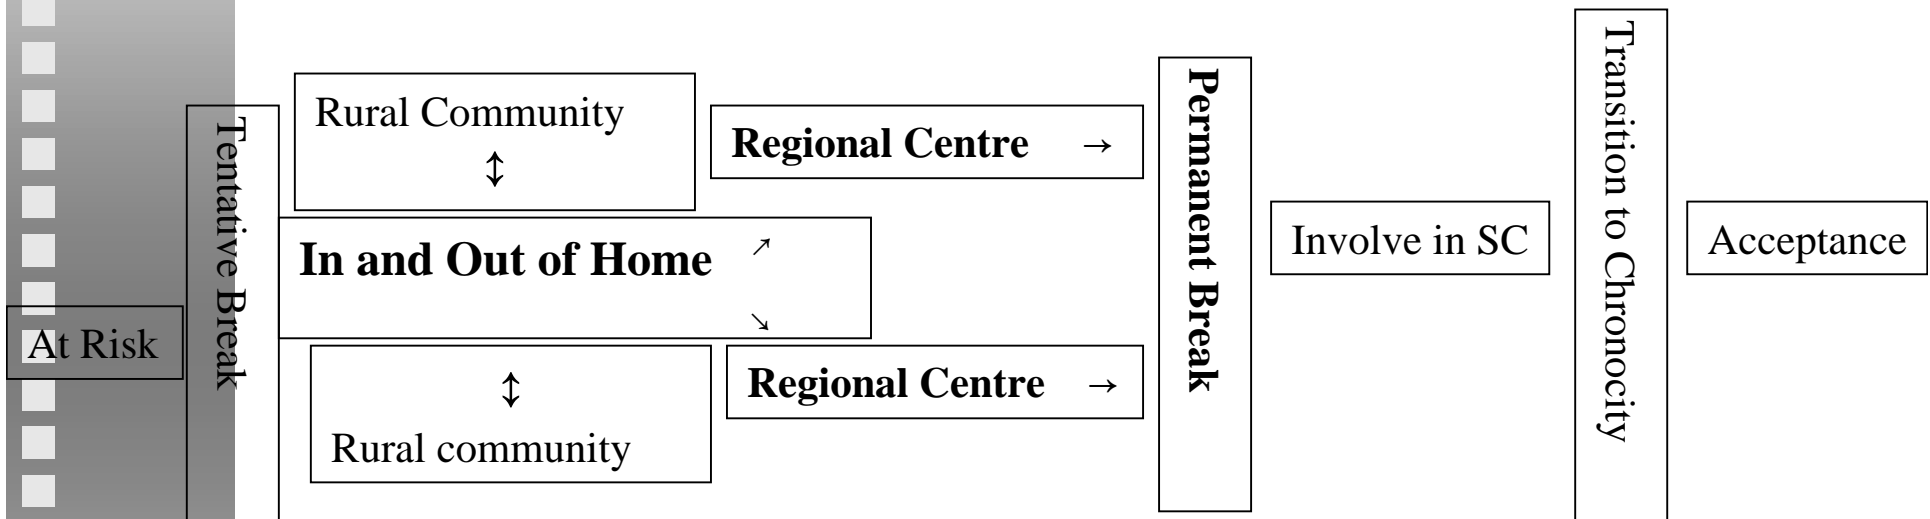 At Risk
Tentative Break
Rural Community
↕
In and Out of Home ↗
↘
↕
Rural community
Regional Centre →
Regional Centre →
Permanent Break
Involve in SC
Transition to Chronocity
Acceptance